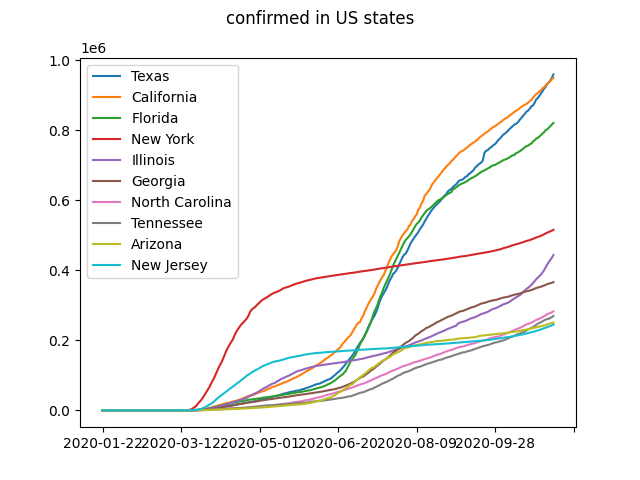 confirmed in US states
1e6
1.0
0.8
0.6
0.4
0.2
0.0
Texas
California
Florida
New York
Illinois
Georgia
North Carolina
Tennessee
Arizona
New Jersey
2020-01-22 2020-03-12 2020-05-01 2020-06-20 2020-08-09 2020-09-28